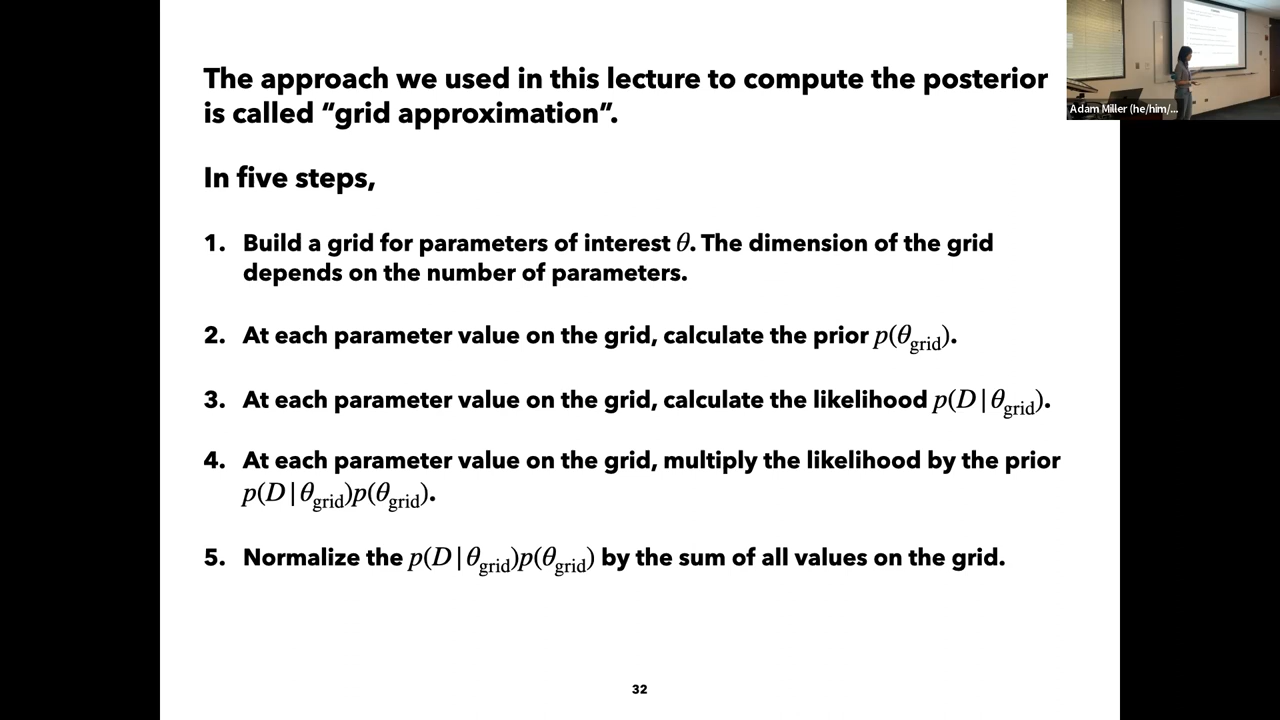 The approach we used in this lecture to compute the posterior
is called “grid approximation”.
In five steps,
1. Build a grid for parameters of interest θ. The dimension of the grid
depends on the number of parameters.
2. At each parameter value on the grid, calculate the prior p(θ_grid).
3. At each parameter value on the grid, calculate the likelihood p(D|θ_grid).
4. At each parameter value on the grid, multiply the likelihood by the prior
p(D|θ_grid)p(θ_grid).
5. Normalize the p(D|θ_grid)p(θ_grid) by the sum of all values on the grid.
32
Adam Miller (he/him/...